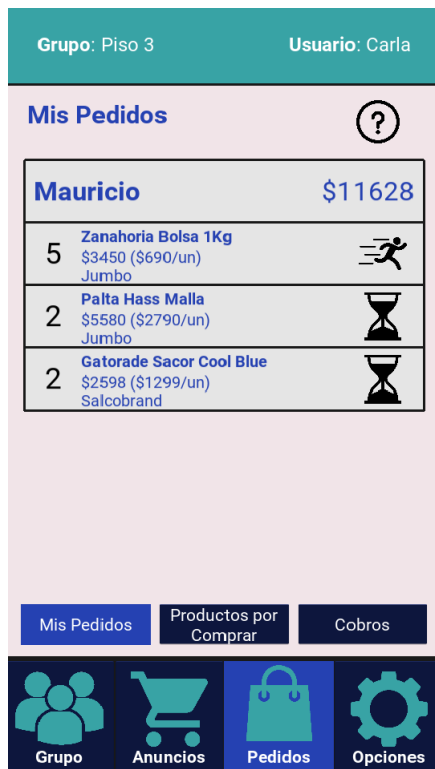 Grupo: Piso 3
Usuario: Carla
Mis Pedidos
?
Mauricio
$11628
5
Zanahoria Bolsa 1Kg
$3450 ($690/un)
Jumbo
2
Palta Hass Malla
$5580 ($2790/un)
Jumbo
2
Gatorade Sacor Cool Blue
$2598 ($1299/un)
Salcobrand
Mis Pedidos
Productos por
Comprar
Cobros
Grupo
Anuncios
Pedidos
Opciones